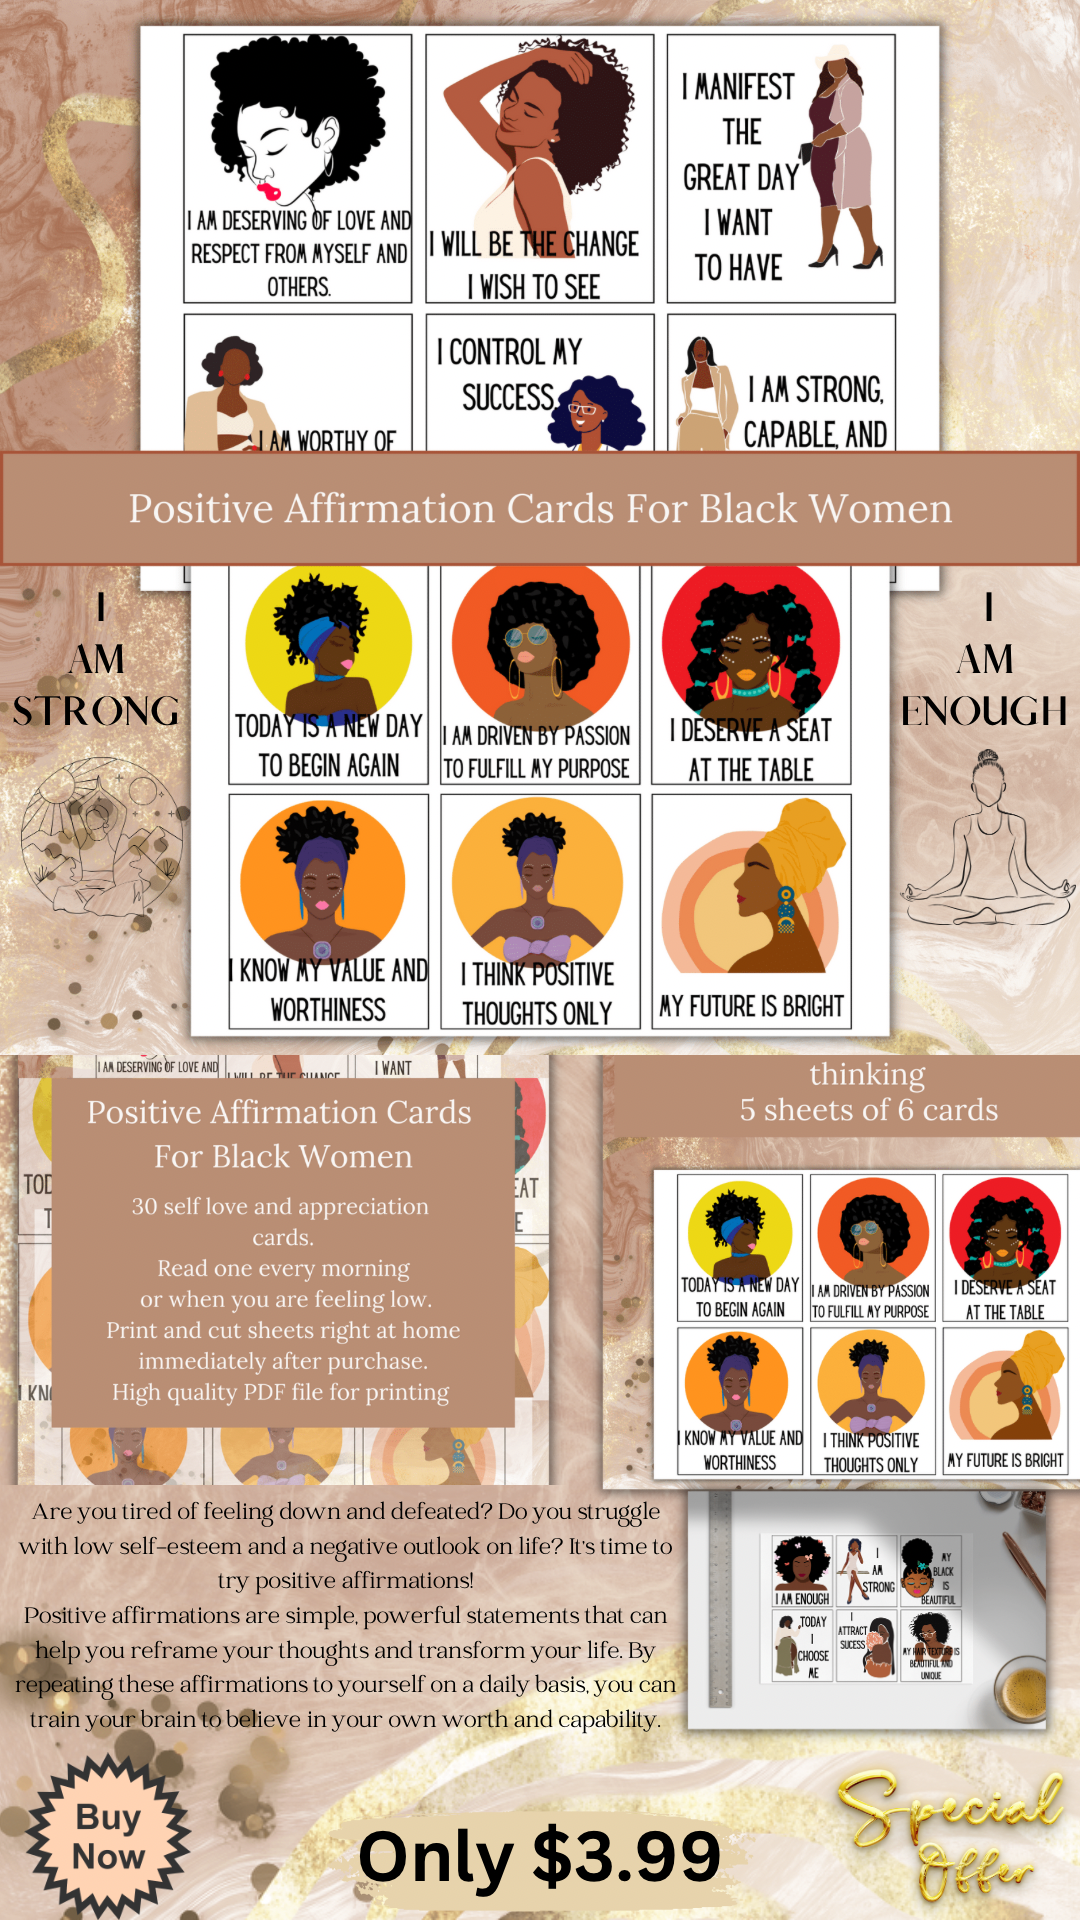 I AM DESERVING OF LOVE AND
RESPECT FROM MYSELF AND
OTHERS.
I WILL BE THE CHANGE
I WISH TO SEE
I MANIFEST
THE
GREAT DAY
I WANT
TO HAVE
I AM WORTHY OF
I CONTROL MY
SUCCESS
I AM STRONG,
CAPABLE, AND
Positive Affirmation Cards For Black Women
I
AM
STRONG
I
AM
ENOUGH
TODAY IS A NEW DAY
TO BEGIN AGAIN
I AM DRIVEN BY PASSION
TO FULFILL MY PURPOSE
I DESERVE A SEAT
AT THE TABLE
I KNOW MY VALUE AND
WORTHINESS
I THINK POSITIVE
THOUGHTS ONLY
MY FUTURE IS BRIGHT
I AM DESERVING OF LOVE AND
I WILL BE THE CHANGE
I WANT
Positive Affirmation Cards
For Black Women
30 self love and appreciation
cards.
Read one every morning
or when you are feeling low.
Print and cut sheets right at home
immediately after purchase.
High quality PDF file for printing
thinking
5 sheets of 6 cards
TODAY IS A NEW DAY
TO BEGIN AGAIN
I AM DRIVEN BY PASSION
TO FULFILL MY PURPOSE
I DESERVE A SEAT
AT THE TABLE
I KNOW MY VALUE AND
WORTHINESS
I THINK POSITIVE
THOUGHTS ONLY
MY FUTURE IS BRIGHT
Are you tired of feeling down and defeated? Do you struggle
with low self-esteem and a negative outlook on life? It's time to
try positive affirmations!
Positive affirmations are simple, powerful statements that can
help you reframe your thoughts and transform your life. By
repeating these affirmations to yourself on a daily basis, you can
train your brain to believe in your own worth and capability.
I AM ENOUGH
I
AM
STRONG
MY
BLACK
IS
BEAUTIFUL
TODAY
I
CHOOSE
ME
I
ATTRACT
SUCESS
MY HAIR TEXTURE IS
BEAUTIFUL AND
UNIQUE
Buy
Now
Only $3.99
Special
Offer